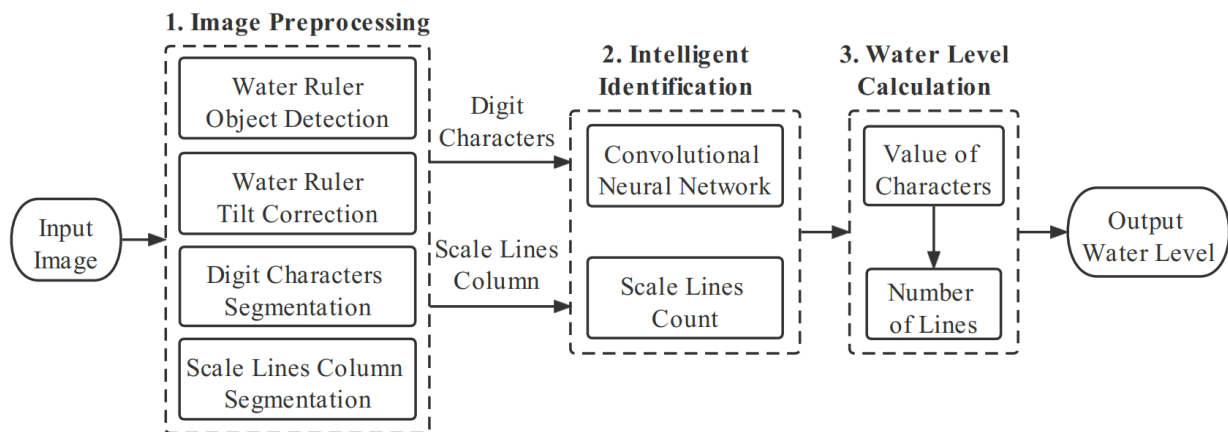 Input
Image
1. Image Preprocessing
Water Ruler
Object Detection
Water Ruler
Tilt Correction
Digit Characters
Segmentation
Scale Lines Column
Segmentation
Digit
Characters
Scale Lines
Column
2. Intelligent
Identification
Convolutional
Neural Network
Scale Lines
Count
3. Water Level
Calculation
Value of
Characters
Number
of Lines
Output
Water Level